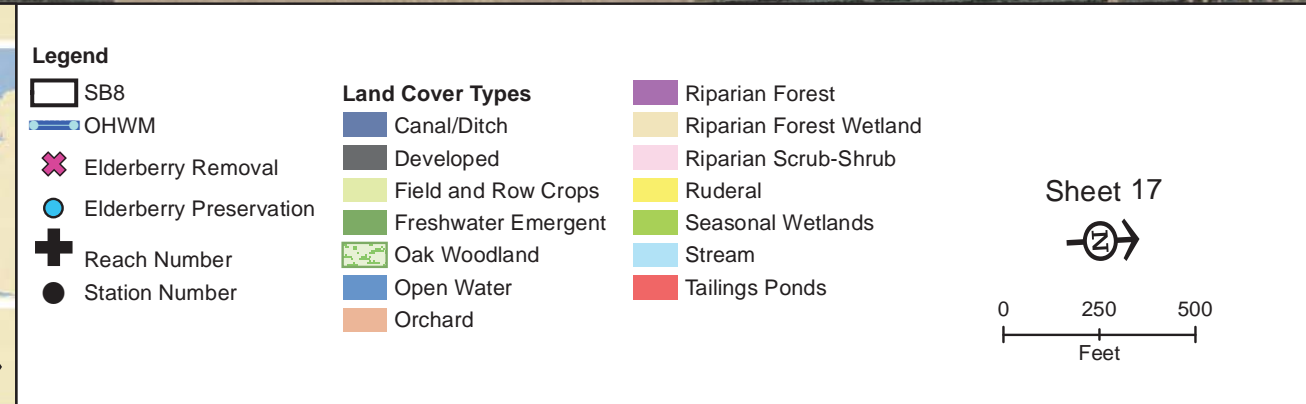 Legend
SB8
OHWM
Elderberry Removal
Elderberry Preservation
Reach Number
Station Number
Land Cover Types
Canal/Ditch
Developed
Field and Row Crops
Freshwater Emergent
Oak Woodland
Open Water
Orchard
Riparian Forest
Riparian Forest Wetland
Riparian Scrub-Shrub
Ruderal
Seasonal Wetlands
Stream
Tailings Ponds
Sheet 17
N
0 250 500
Feet